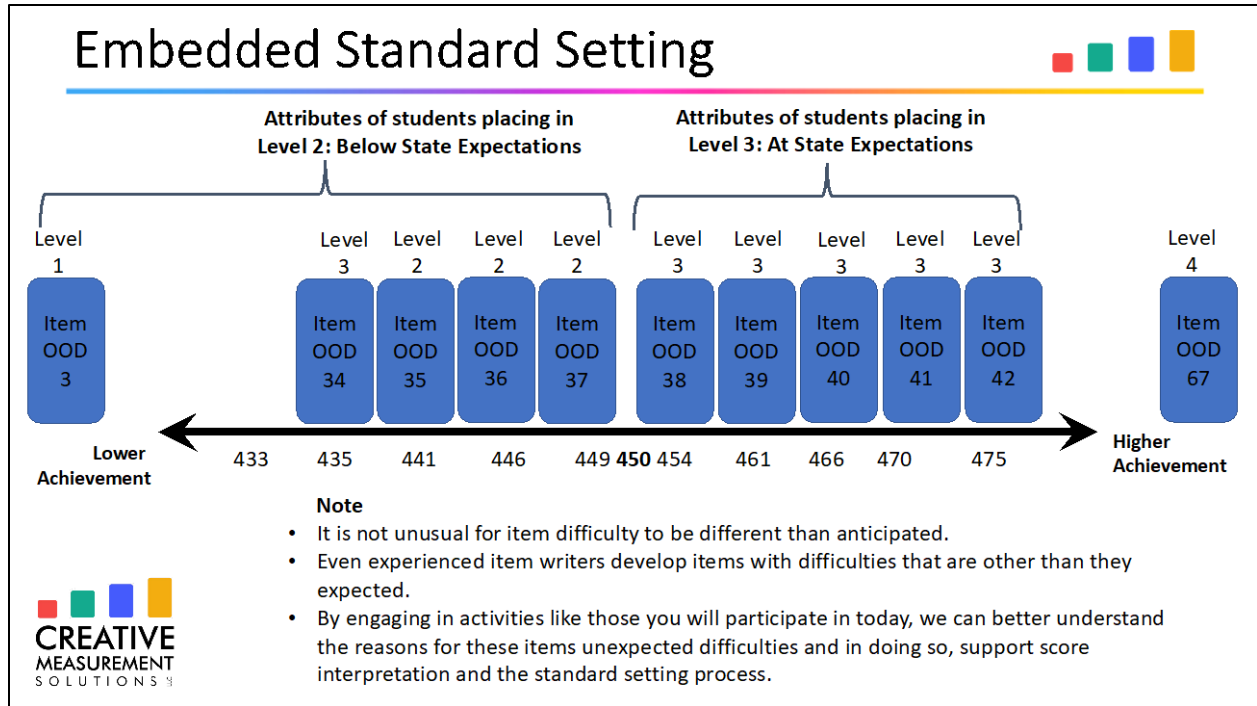 Embedded Standard Setting
Attributes of students placing in
Level 2: Below State Expectations
Attributes of students placing in
Level 3: At State Expectations
Level
1
Level
3
Level
2
Level
2
Level
2
Level
3
Level
3
Level
3
Level
3
Level
3
Level
4
Item
OOD
3
Item
OOD
34
Item
OOD
35
Item
OOD
36
Item
OOD
37
Item
OOD
38
Item
OOD
39
Item
OOD
40
Item
OOD
41
Item
OOD
42
Item
OOD
67
Lower
Achievement
433 435 441 446 449 450 454 461 466 470 475
Higher
Achievement
Note
• It is not unusual for item difficulty to be different than anticipated.
• Even experienced item writers develop items with difficulties that are other than they
expected.
• By engaging in activities like those you will participate in today, we can better understand
the reasons for these items unexpected difficulties and in doing so, support score
interpretation and the standard setting process.
CREATIVE
MEASUREMENT
SOLUTIONS